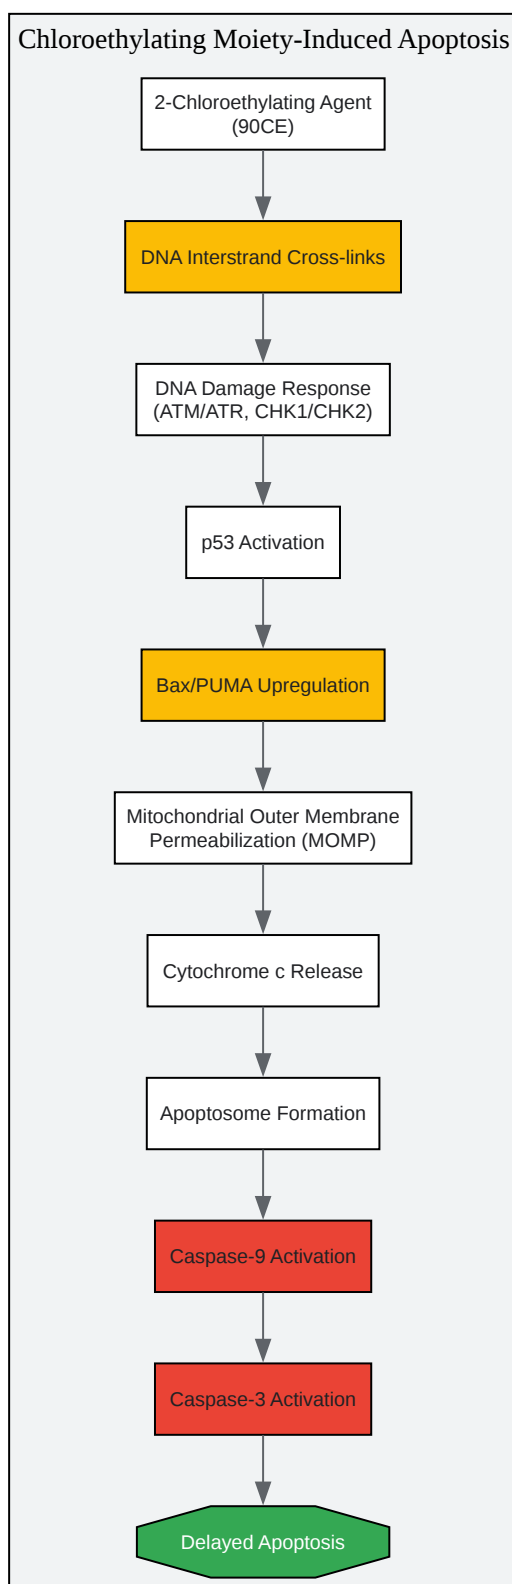 Chloroethylating Moiety-Induced Apoptosis
2-Chloroethylating Agent
(90CE)
DNA Interstrand Cross-links
DNA Damage Response
(ATM/ATR, CHK1/CHK2)
p53 Activation
Bax/PUMA Upregulation
Mitochondrial Outer Membrane
Permeabilization (MOMP)
Cytochrome c Release
Apoptosome Formation
Caspase-9 Activation
Caspase-3 Activation
Delayed Apoptosis